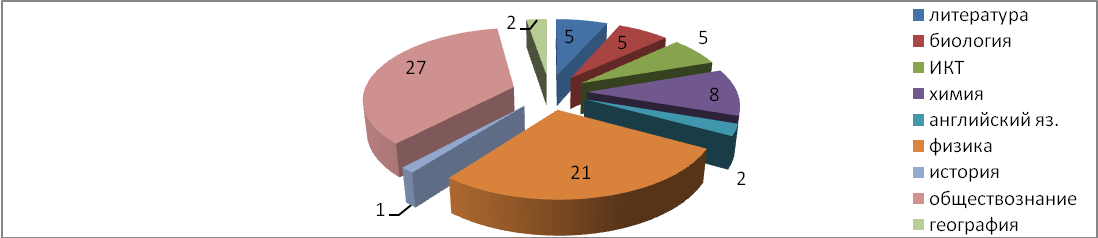 2
5
5
5
8
2
21
1
27
литература
биология
ИКТ
химия
английский яз.
физика
история
обществознание
география